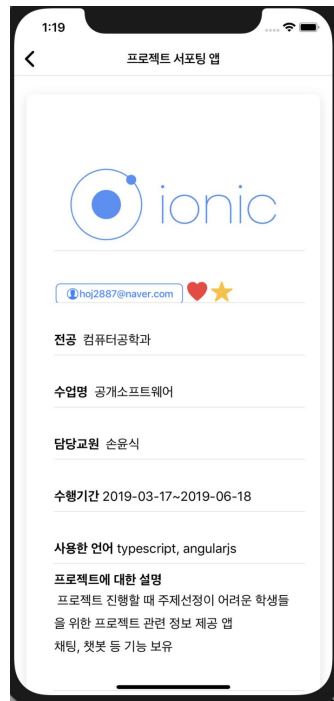 1:19
프로젝트 서포팅 앱
ionic
hoj2887@naver.com
전공 컴퓨터공학과
수업명 공개소프트웨어
담당교원 손윤식
수행기간 2019-03-17~2019-06-18
사용한 언어 typescript, angularjs
프로젝트에 대한 설명
프로젝트 진행할 때 주제선정이 어려운 학생들
을 위한 프로젝트 관련 정보 제공 앱
채팅, 챗봇 등 기능 보유